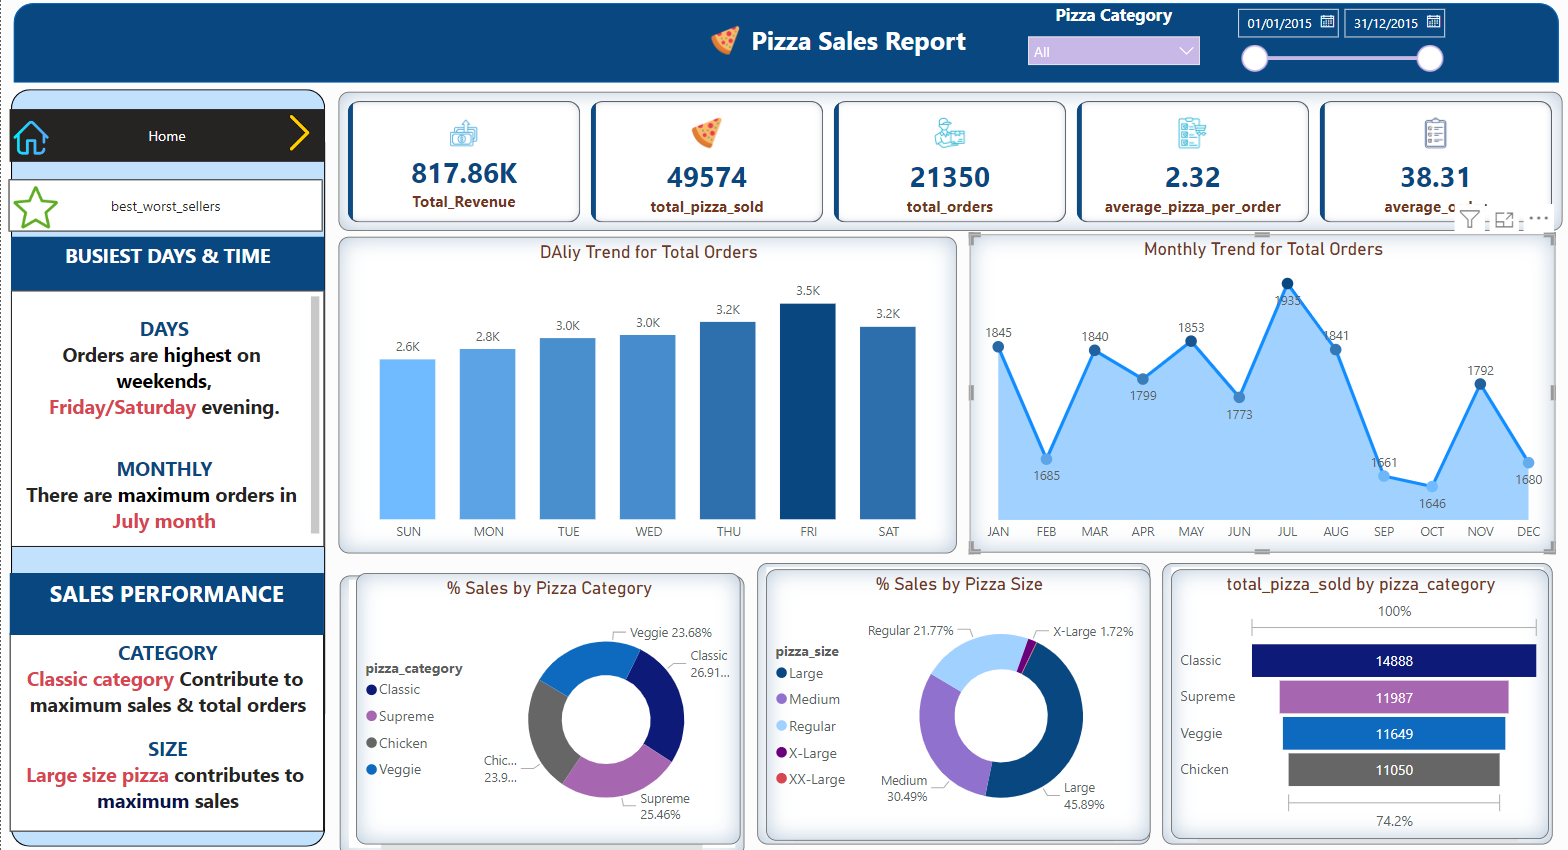 Pizza Sales Report
Pizza Category
All
01/01/2015
31/12/2015
Home
best_worst_sellers
BUSIEST DAYS & TIME
DAYS
Orders are highest on
weekends,
Friday/Saturday evening.
MONTHLY
There are maximum orders in
July month
SALES PERFORMANCE
CATEGORY
Classic category Contribute to
maximum sales & total orders
SIZE
Large size pizza contributes to
maximum sales
817.86K
Total_Revenue
49574
total_pizza_sold
21350
total_orders
2.32
average_pizza_per_order
38.31
DAliy Trend for Total Orders
2.6K
2.8K
3.0K
3.0K
3.2K
3.5K
3.2K
SUN MON TUE WED THU FRI SAT
Monthly Trend for Total Orders
1845
1685
1840
1799
1853
1773
1935
1841
1661
1646
1792
1680
JAN FEB MAR APR MAY JUN JUL AUG SEP OCT NOV DEC
% Sales by Pizza Category
pizza_category
Classic
Supreme
Chicken
Veggie
Veggie 23.68%
Classic
26.91...
Supreme
25.46%
Chic...
23.9...
% Sales by Pizza Size
pizza_size
Large
Medium
Regular
X-Large
XX-Large
Regular 21.77%
X-Large 1.72%
Medium
30.49%
Large
45.89%
total_pizza_sold by pizza_category
100%
Classic 14888
Supreme 11987
Veggie 11649
Chicken 11050
74.2%